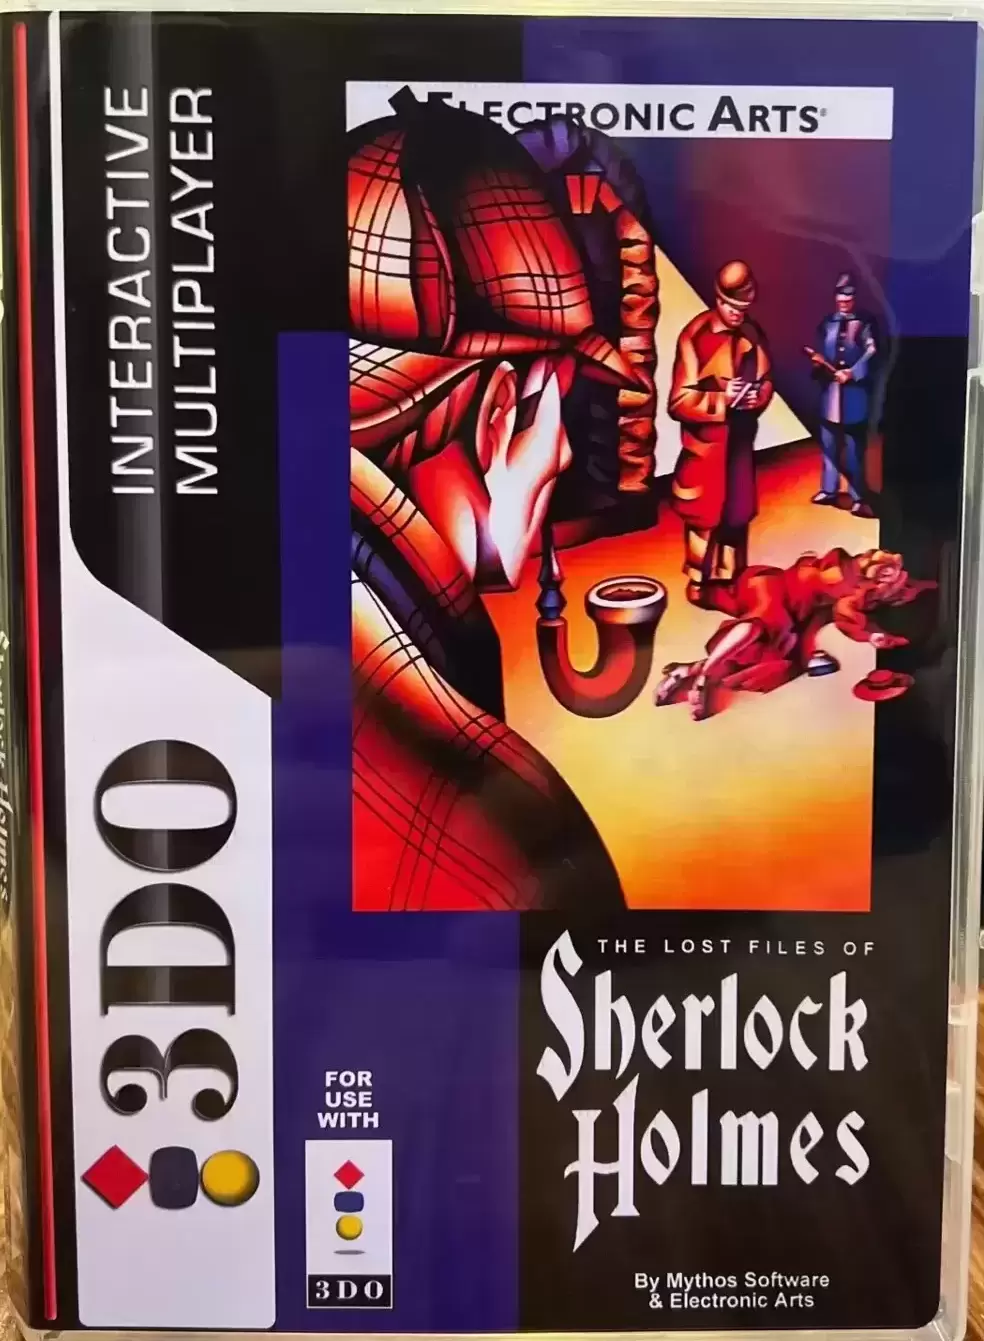 INTERACTIVE
MULTIPLAYER
3DO
ELECTRONIC ARTS®
THE LOST FILES OF
Sherlock
Holmes
FOR
USE
WITH
3DO
By Mythos Software
& Electronic Arts